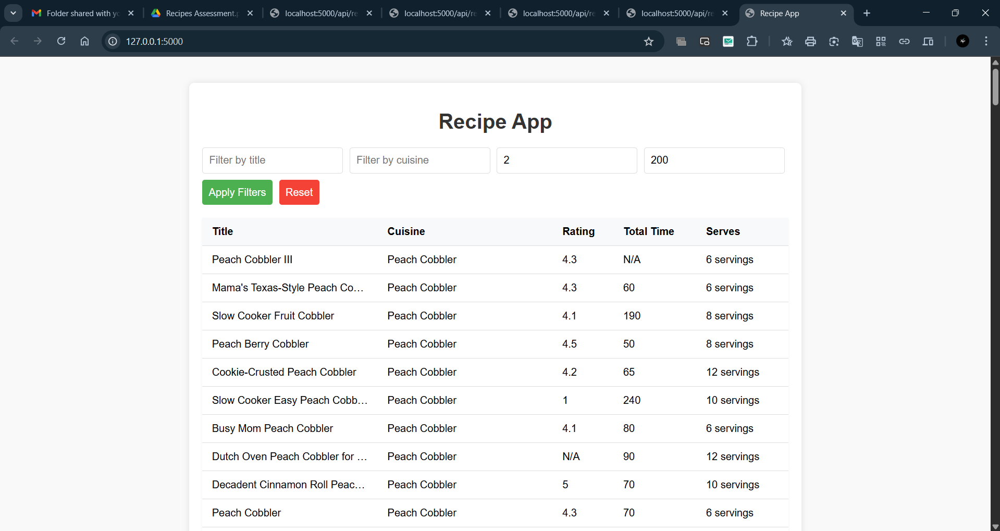 Folder shared with yo
Recipes Assessment.p
localhost:5000/api/re
localhost:5000/api/re
localhost:5000/api/re
localhost:5000/api/re
Recipe App
127.0.0.1:5000
Recipe App
Filter by title Filter by cuisine 2 200
Apply Filters Reset
Title Cuisine Rating Total Time Serves
Peach Cobbler III Peach Cobbler 4.3 N/A 6 servings
Mama's Texas-Style Peach Co... Peach Cobbler 4.3 60 6 servings
Slow Cooker Fruit Cobbler Peach Cobbler 4.1 190 8 servings
Peach Berry Cobbler Peach Cobbler 4.5 50 8 servings
Cookie-Crusted Peach Cobbler Peach Cobbler 4.2 65 12 servings
Slow Cooker Easy Peach Cobb... Peach Cobbler 1 240 10 servings
Busy Mom Peach Cobbler Peach Cobbler 4.1 80 6 servings
Dutch Oven Peach Cobbler for ... Peach Cobbler N/A 90 12 servings
Decadent Cinnamon Roll Peac... Peach Cobbler 5 70 10 servings
Peach Cobbler Peach Cobbler 4.3 70 6 servings